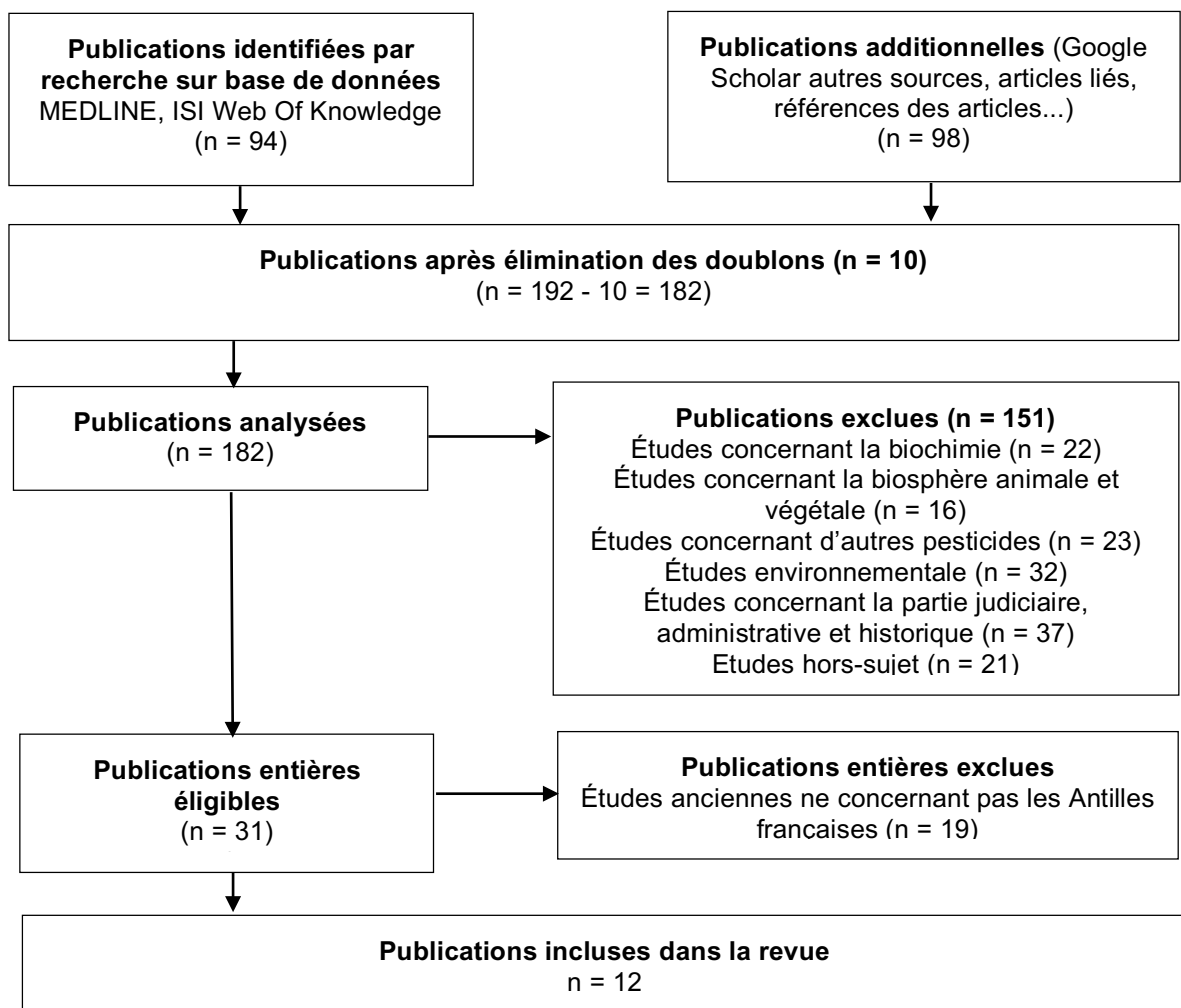 Publications identifiées par
recherche sur base de données
MEDLINE, ISI Web Of Knowledge
(n = 94)
Publications additionnelles (Google
Scholar autres sources, articles liés,
références des articles...)
(n = 98)
Publications après élimination des doublons (n = 10)
(n = 192 - 10 = 182)
Publications analysées
(n = 182)
Publications exclues (n = 151)
Études concernant la biochimie (n = 22)
Études concernant la biosphère animale et
végétale (n = 16)
Études concernant d'autres pesticides (n = 23)
Études environnementale (n = 32)
Études concernant la partie judiciaire,
administrative et historique (n = 37)
Etudes hors-sujet (n = 21)
Publications entières
éligibles
(n = 31)
Publications entières exclues
Études anciennes ne concernant pas les Antilles
françaises (n = 19)
Publications incluses dans la revue
n = 12